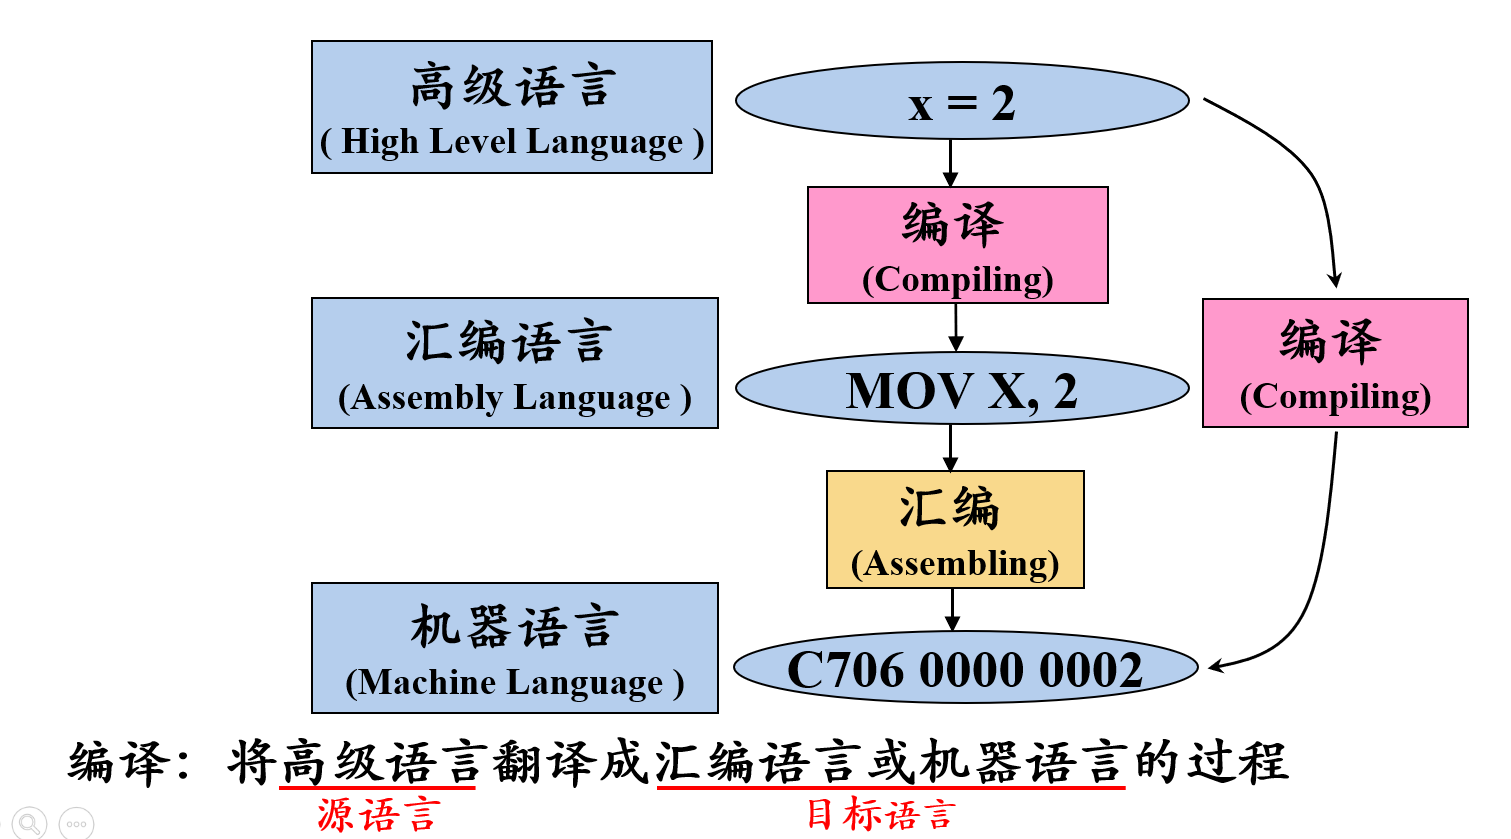 高级语言
( High Level Language )
x = 2
编译
(Compiling)
汇编语言
(Assembly Language )
MOV X, 2
编译
(Compiling)
汇编
(Assembling)
机器语言
(Machine Language )
C706 0000 0002
编译：将高级语言翻译成汇编语言或机器语言的过程
源语言
目标语言